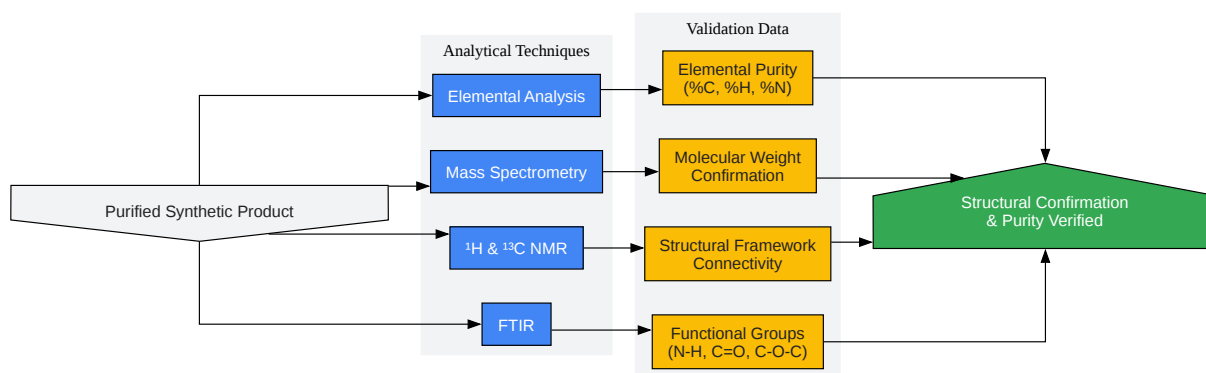 Validation Data
Analytical Techniques
Elemental Analysis
Elemental Purity
(%C, %H, %N)
Mass Spectrometry
Molecular Weight
Confirmation
Purified Synthetic Product
Structural Confirmation
& Purity Verified
¹H & ¹³C NMR
Structural Framework
Connectivity
FTIR
Functional Groups
(N-H, C=O, C-O-C)